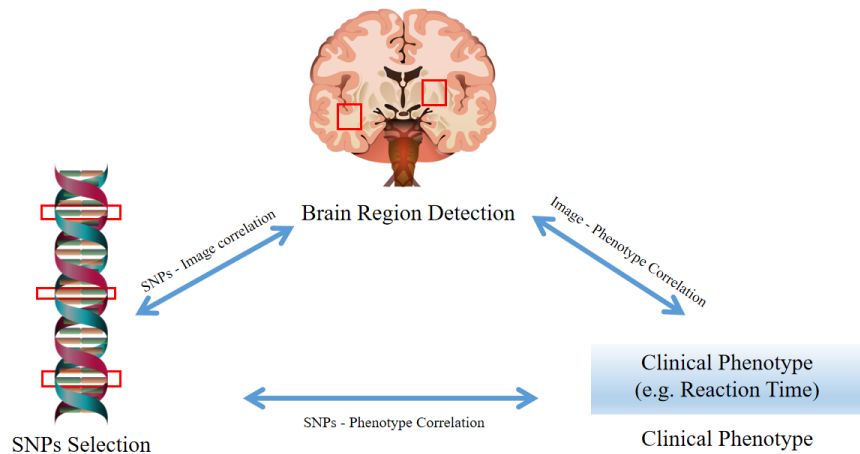 Brain Region Detection
SNPs - Image correlation
Image - Phenotype Correlation
Clinical Phenotype
(e.g. Reaction Time)
SNPs - Phenotype Correlation
SNPs Selection
Clinical Phenotype